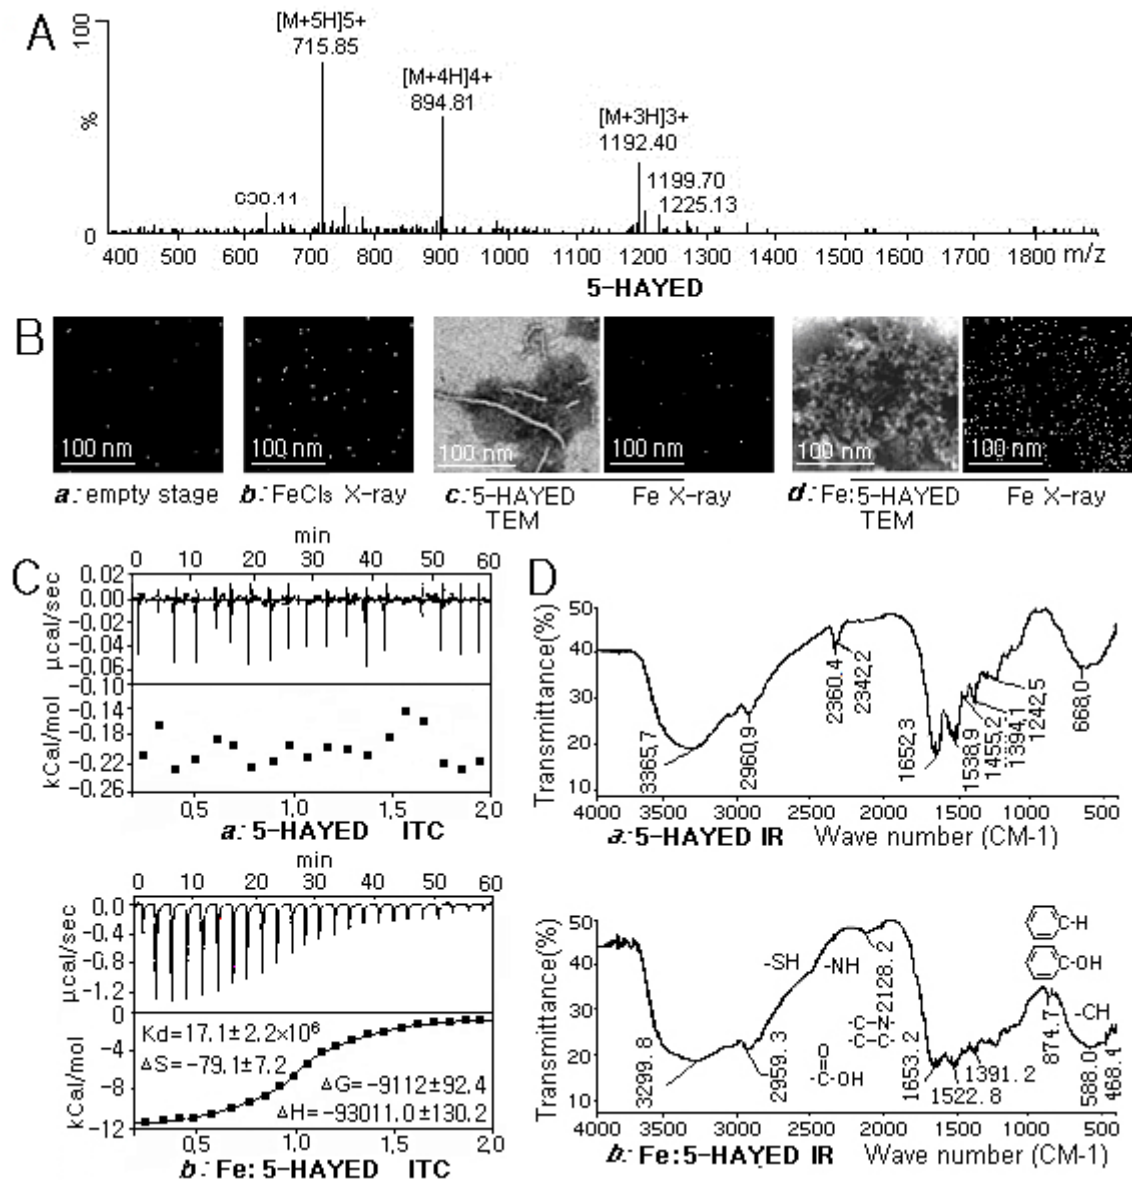 A
100
%
0
[M+5H]5+
715.85
[M+4H]4+
894.81
[M+3H]3+
1192.40
1199.70
1225.13
400 500 600 700 800 900 1000 1100 1200 1300 1400 1500 1600 1700 1800 m/z
5-HAYED
B
100 nm
100 nm
100 nm
100 nm
100 nm
100 nm
a: empty stage
b: FeCls X-ray
c: 5-HAYED
TEM
Fe X-ray
d: Fe:5-HAYED
TEM
Fe X-ray
C
min
0 10 20 30 40 50 60
0.02
0.00
-0.02
-0.04
-0.06
-0.10
-0.14
-0.18
-0.22
-0.26
μcal/sec
kCal/mol
0,5 1,0 1,5 2,0
a: 5-HAYED ITC
min
0 10 20 30 40 50 60
0.0
-0.4
-0.8
-1.2
0
-4
-8
-12
μcal/sec
kCal/mol
Kd=17.1±2.2×10⁶
ΔS=-79.1±7.2
ΔG=-9112±92.4
ΔH=-93011.0±130.2
0,5 1,0 1,5 2,0
b: Fe: 5-HAYED ITC
D
Transmittance(%)
50
40
30
20
10
3365,7
2960,9
2360.4
2342,2
1652,3
1538,9
1455,2
1394,1
1242,5
668,0
4000 3500 3000 2500 2000 1500 1000 500
a: 5-HAYED IR Wave number (CM-1)
Transmittance(%)
50
40
30
20
10
3299.8
2959.3
-SH
-NH
O
-C-OH
-C-N-
-C-C-
2128.2
1653.2
1522.8
1391.2
874.7
C-H
C-OH
-CH
588.0
468.4
4000 3500 3000 2500 2000 1500 1000 500
b: Fe:5-HAYED IR Wave number (CM-1)